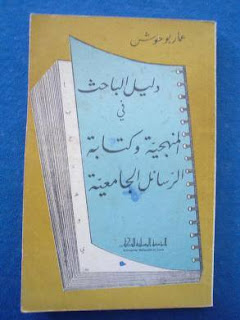 عمار بوحوش
دليل الباحث
في
المنهجية وكتابة
الرسائل الجامعية